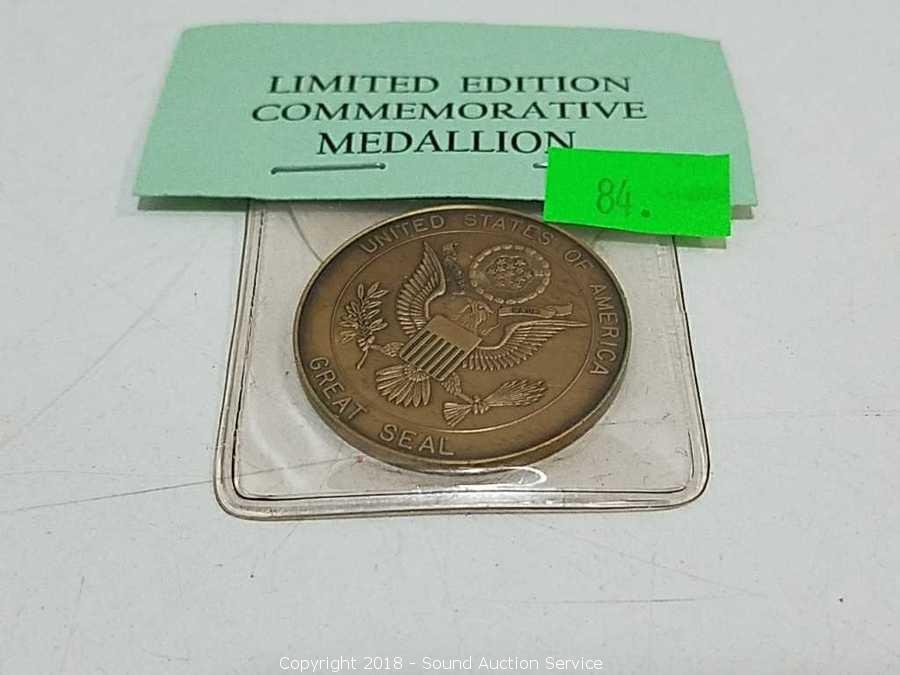 LIMITED EDITION
COMMEMORATIVE
MEDALLION
84.
UNITED STATES OF AMERICA
GREAT SEAL
Copyright 2018 - Sound Auction Service